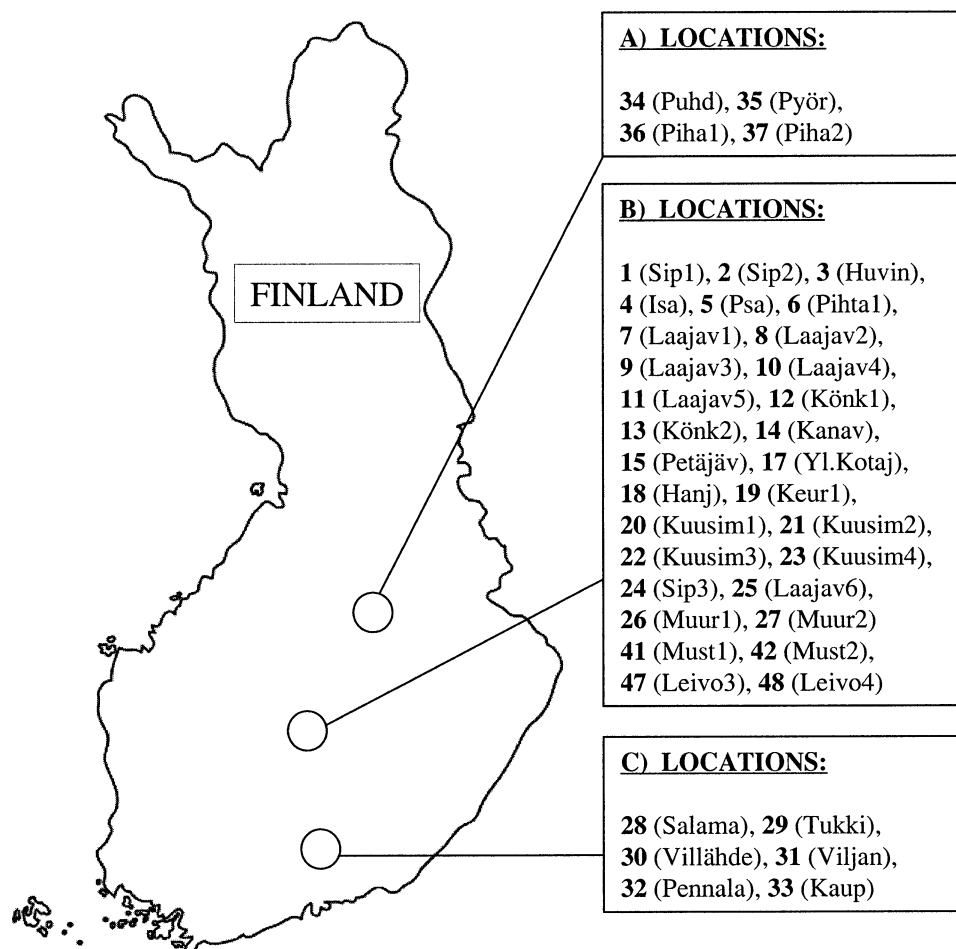 A) LOCATIONS:
34 (Puhd), 35 (Pyör),
36 (Piha1), 37 (Piha2)
B) LOCATIONS:
1 (Sip1), 2 (Sip2), 3 (Huvin),
4 (Isa), 5 (Psa), 6 (Pihta1),
7 (Laajav1), 8 (Laajav2),
9 (Laajav3), 10 (Laajav4),
11 (Laajav5), 12 (Könk1),
13 (Könk2), 14 (Kanav),
15 (Petäjäv), 17 (Yl.Kotaj),
18 (Hanj), 19 (Keur1),
20 (Kuusim1), 21 (Kuusim2),
22 (Kuusim3), 23 (Kuusim4),
24 (Sip3), 25 (Laajav6),
26 (Muur1), 27 (Muur2)
41 (Must1), 42 (Must2),
47 (Leivo3), 48 (Leivo4)
C) LOCATIONS:
28 (Salama), 29 (Tukki),
30 (Villähde), 31 (Viljan),
32 (Pennala), 33 (Kaup)
FINLAND